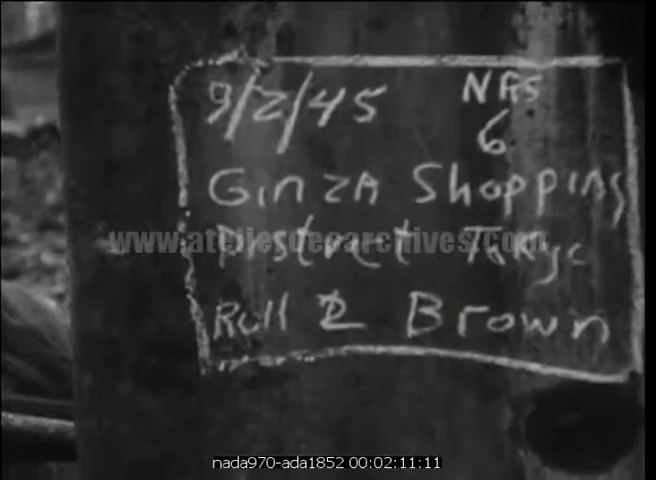 9/2/45 NRS
6
GINZA Shopping
District Tokyo
www.ateliesdesarchives.com
Roll 2 Brown
nada970-ada1852 00:02:11:11